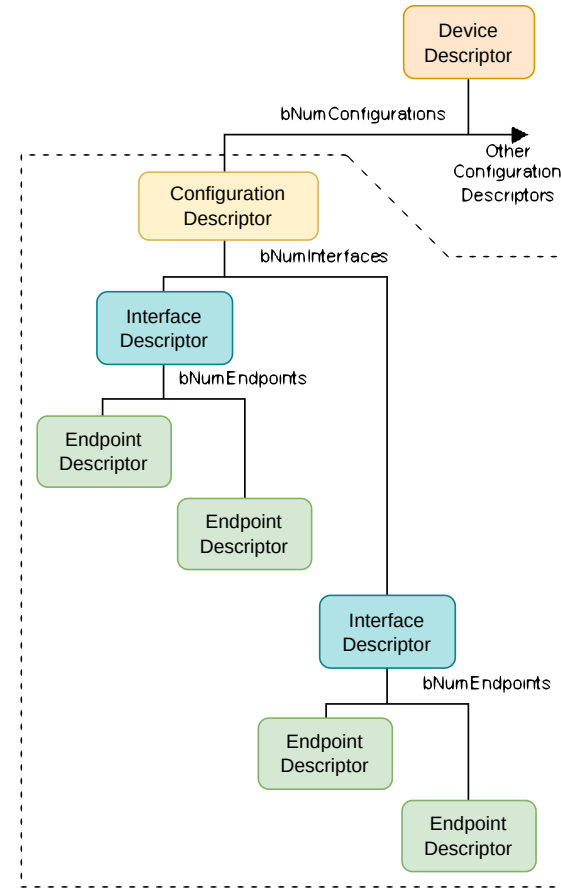 Device
Descriptor
bNumConfigurations
Other
Configuration
Descriptors
Configuration
Descriptor
bNumInterfaces
Interface
Descriptor
bNumEndpoints
Endpoint
Descriptor
Endpoint
Descriptor
Interface
Descriptor
bNumEndpoints
Endpoint
Descriptor
Endpoint
Descriptor